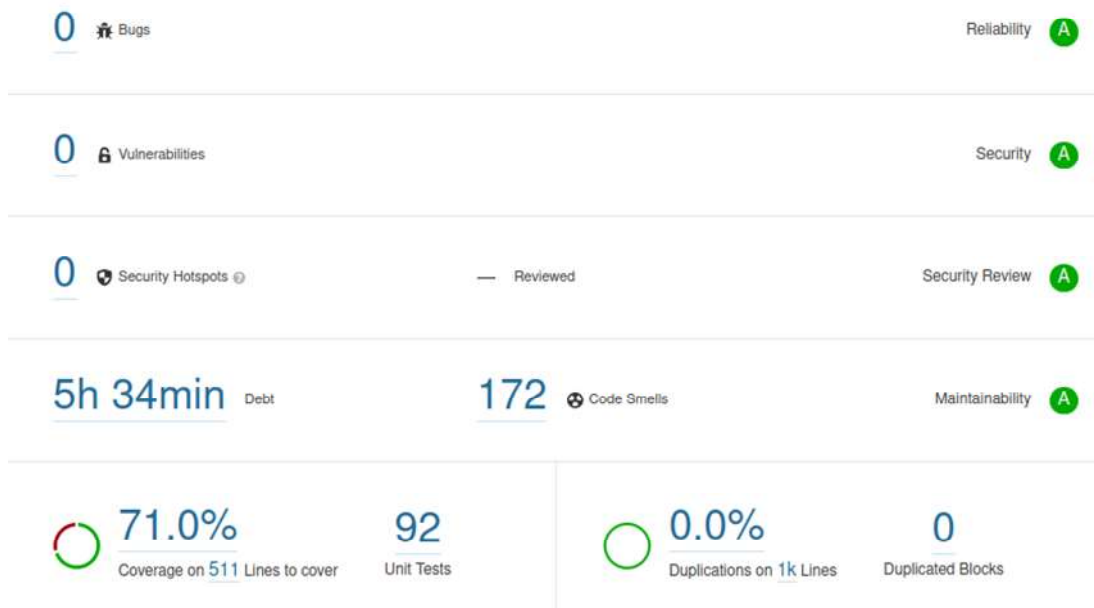 0 Bugs Reliability A
0 Vulnerabilities Security A
0 Security Hotspots ? — Reviewed Security Review A
5h 34min Debt 172 Code Smells Maintainability A
71.0% 92 0.0% 0
Coverage on 511 Lines to cover Unit Tests Duplications on 1k Lines Duplicated Blocks